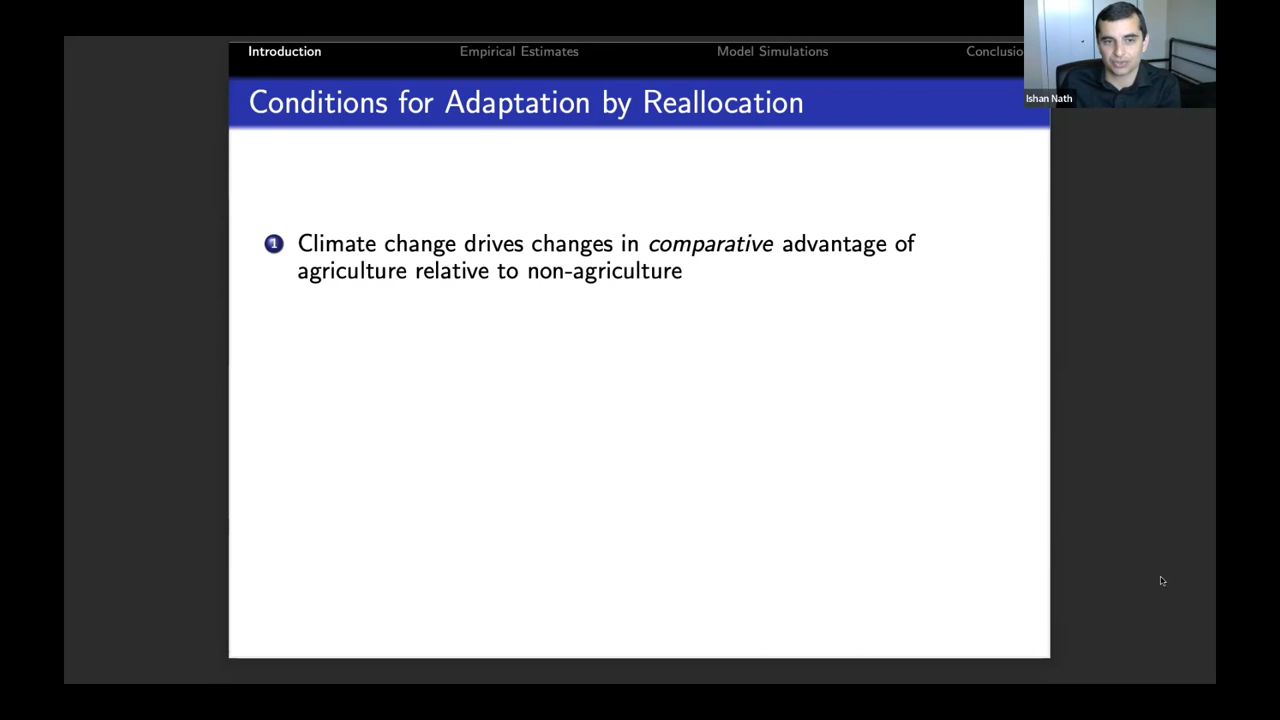 Introduction
Empirical Estimates
Model Simulations
Conclusio
Conditions for Adaptation by Reallocation
Ishan Nath
1 Climate change drives changes in comparative advantage of
agriculture relative to non-agriculture